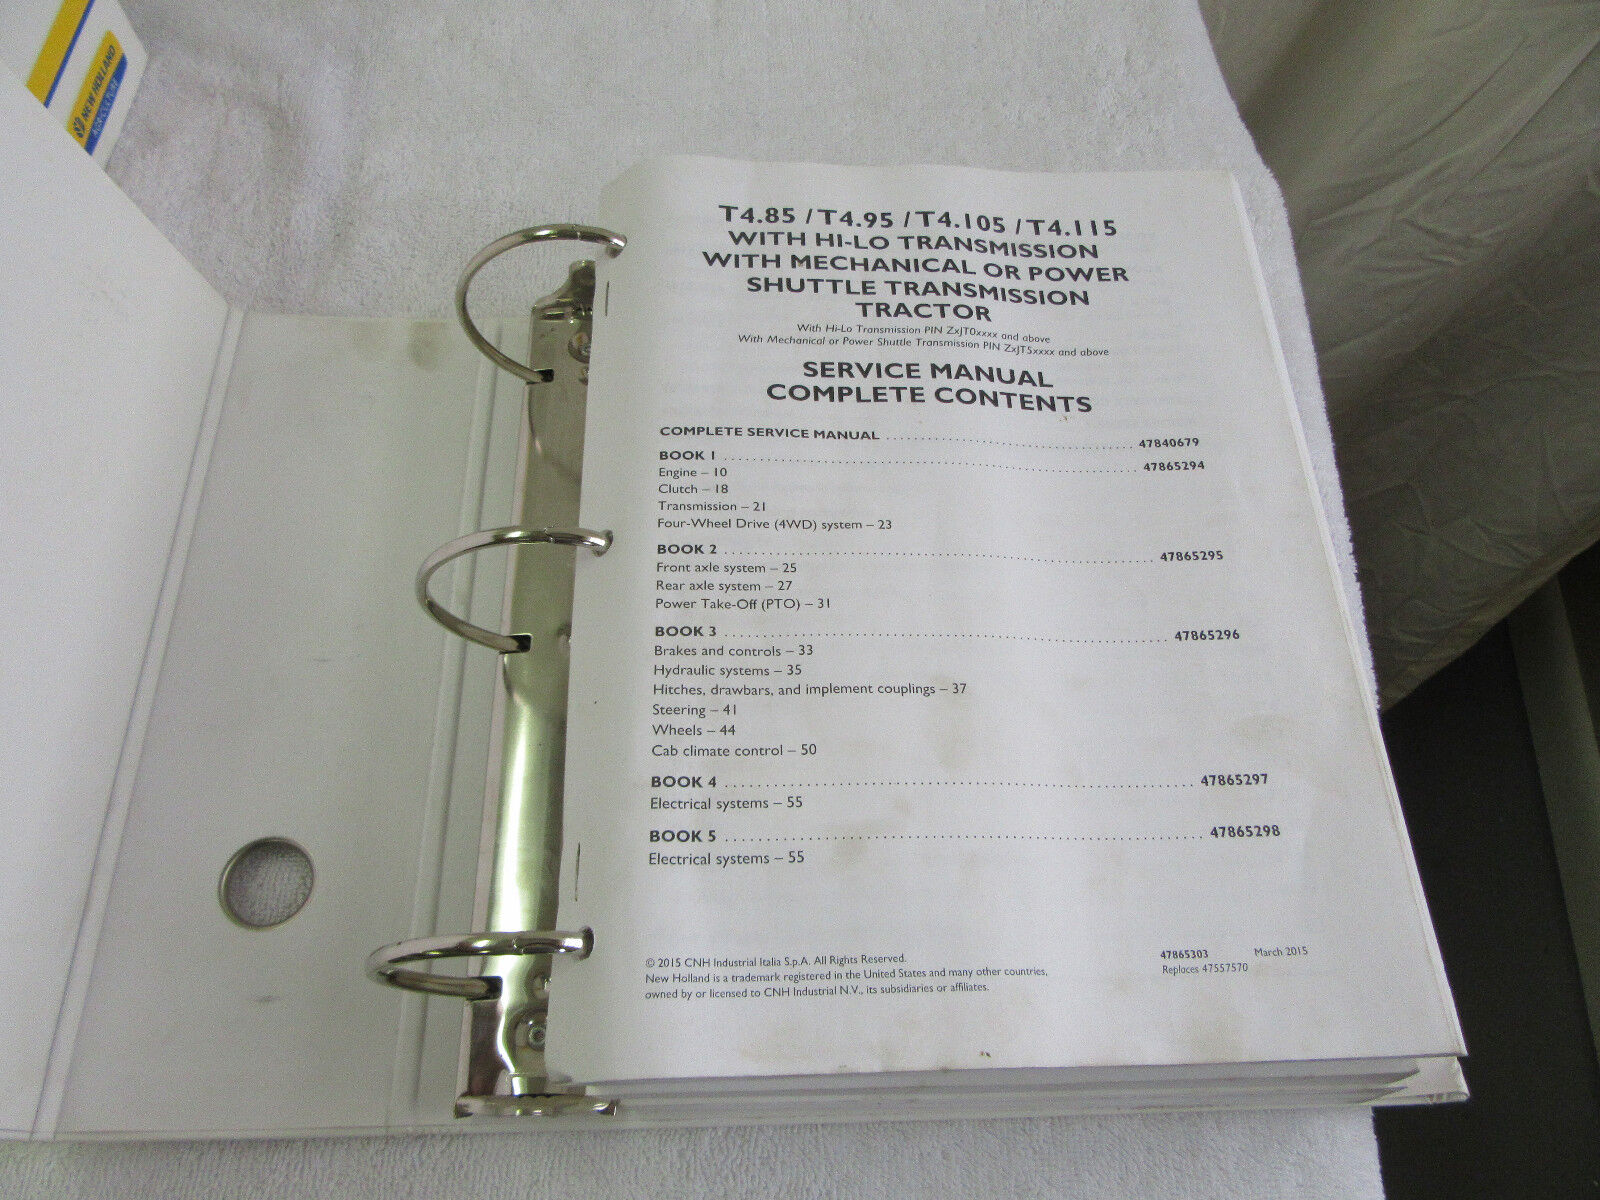 NEW HOLLAND
AGRICULTURE
T4.85 / T4.95 / T4.105 / T4.115
WITH HI-LO TRANSMISSION
WITH MECHANICAL OR POWER
SHUTTLE TRANSMISSION
TRACTOR
With Hi-Lo Transmission PIN ZxJT0xxxx and above
With Mechanical or Power Shuttle Transmission PIN ZxJT5xxxx and above
SERVICE MANUAL
COMPLETE CONTENTS
COMPLETE SERVICE MANUAL 47840679
BOOK 1 47865294
Engine – 10
Clutch – 18
Transmission – 21
Four-Wheel Drive (4WD) system – 23
BOOK 2 47865295
Front axle system – 25
Rear axle system – 27
Power Take-Off (PTO) – 31
BOOK 3 47865296
Brakes and controls – 33
Hydraulic systems – 35
Hitches, drawbars, and implement couplings – 37
Steering – 41
Wheels – 44
Cab climate control – 50
BOOK 4 47865297
Electrical systems – 55
BOOK 5 47865298
Electrical systems – 55
© 2015 CNH Industrial Italia S.p.A. All Rights Reserved.
New Holland is a trademark registered in the United States and many other countries,
owned by or licensed to CNH Industrial N.V., its subsidiaries or affiliates.
47865303 March 2015
Replaces 47557570